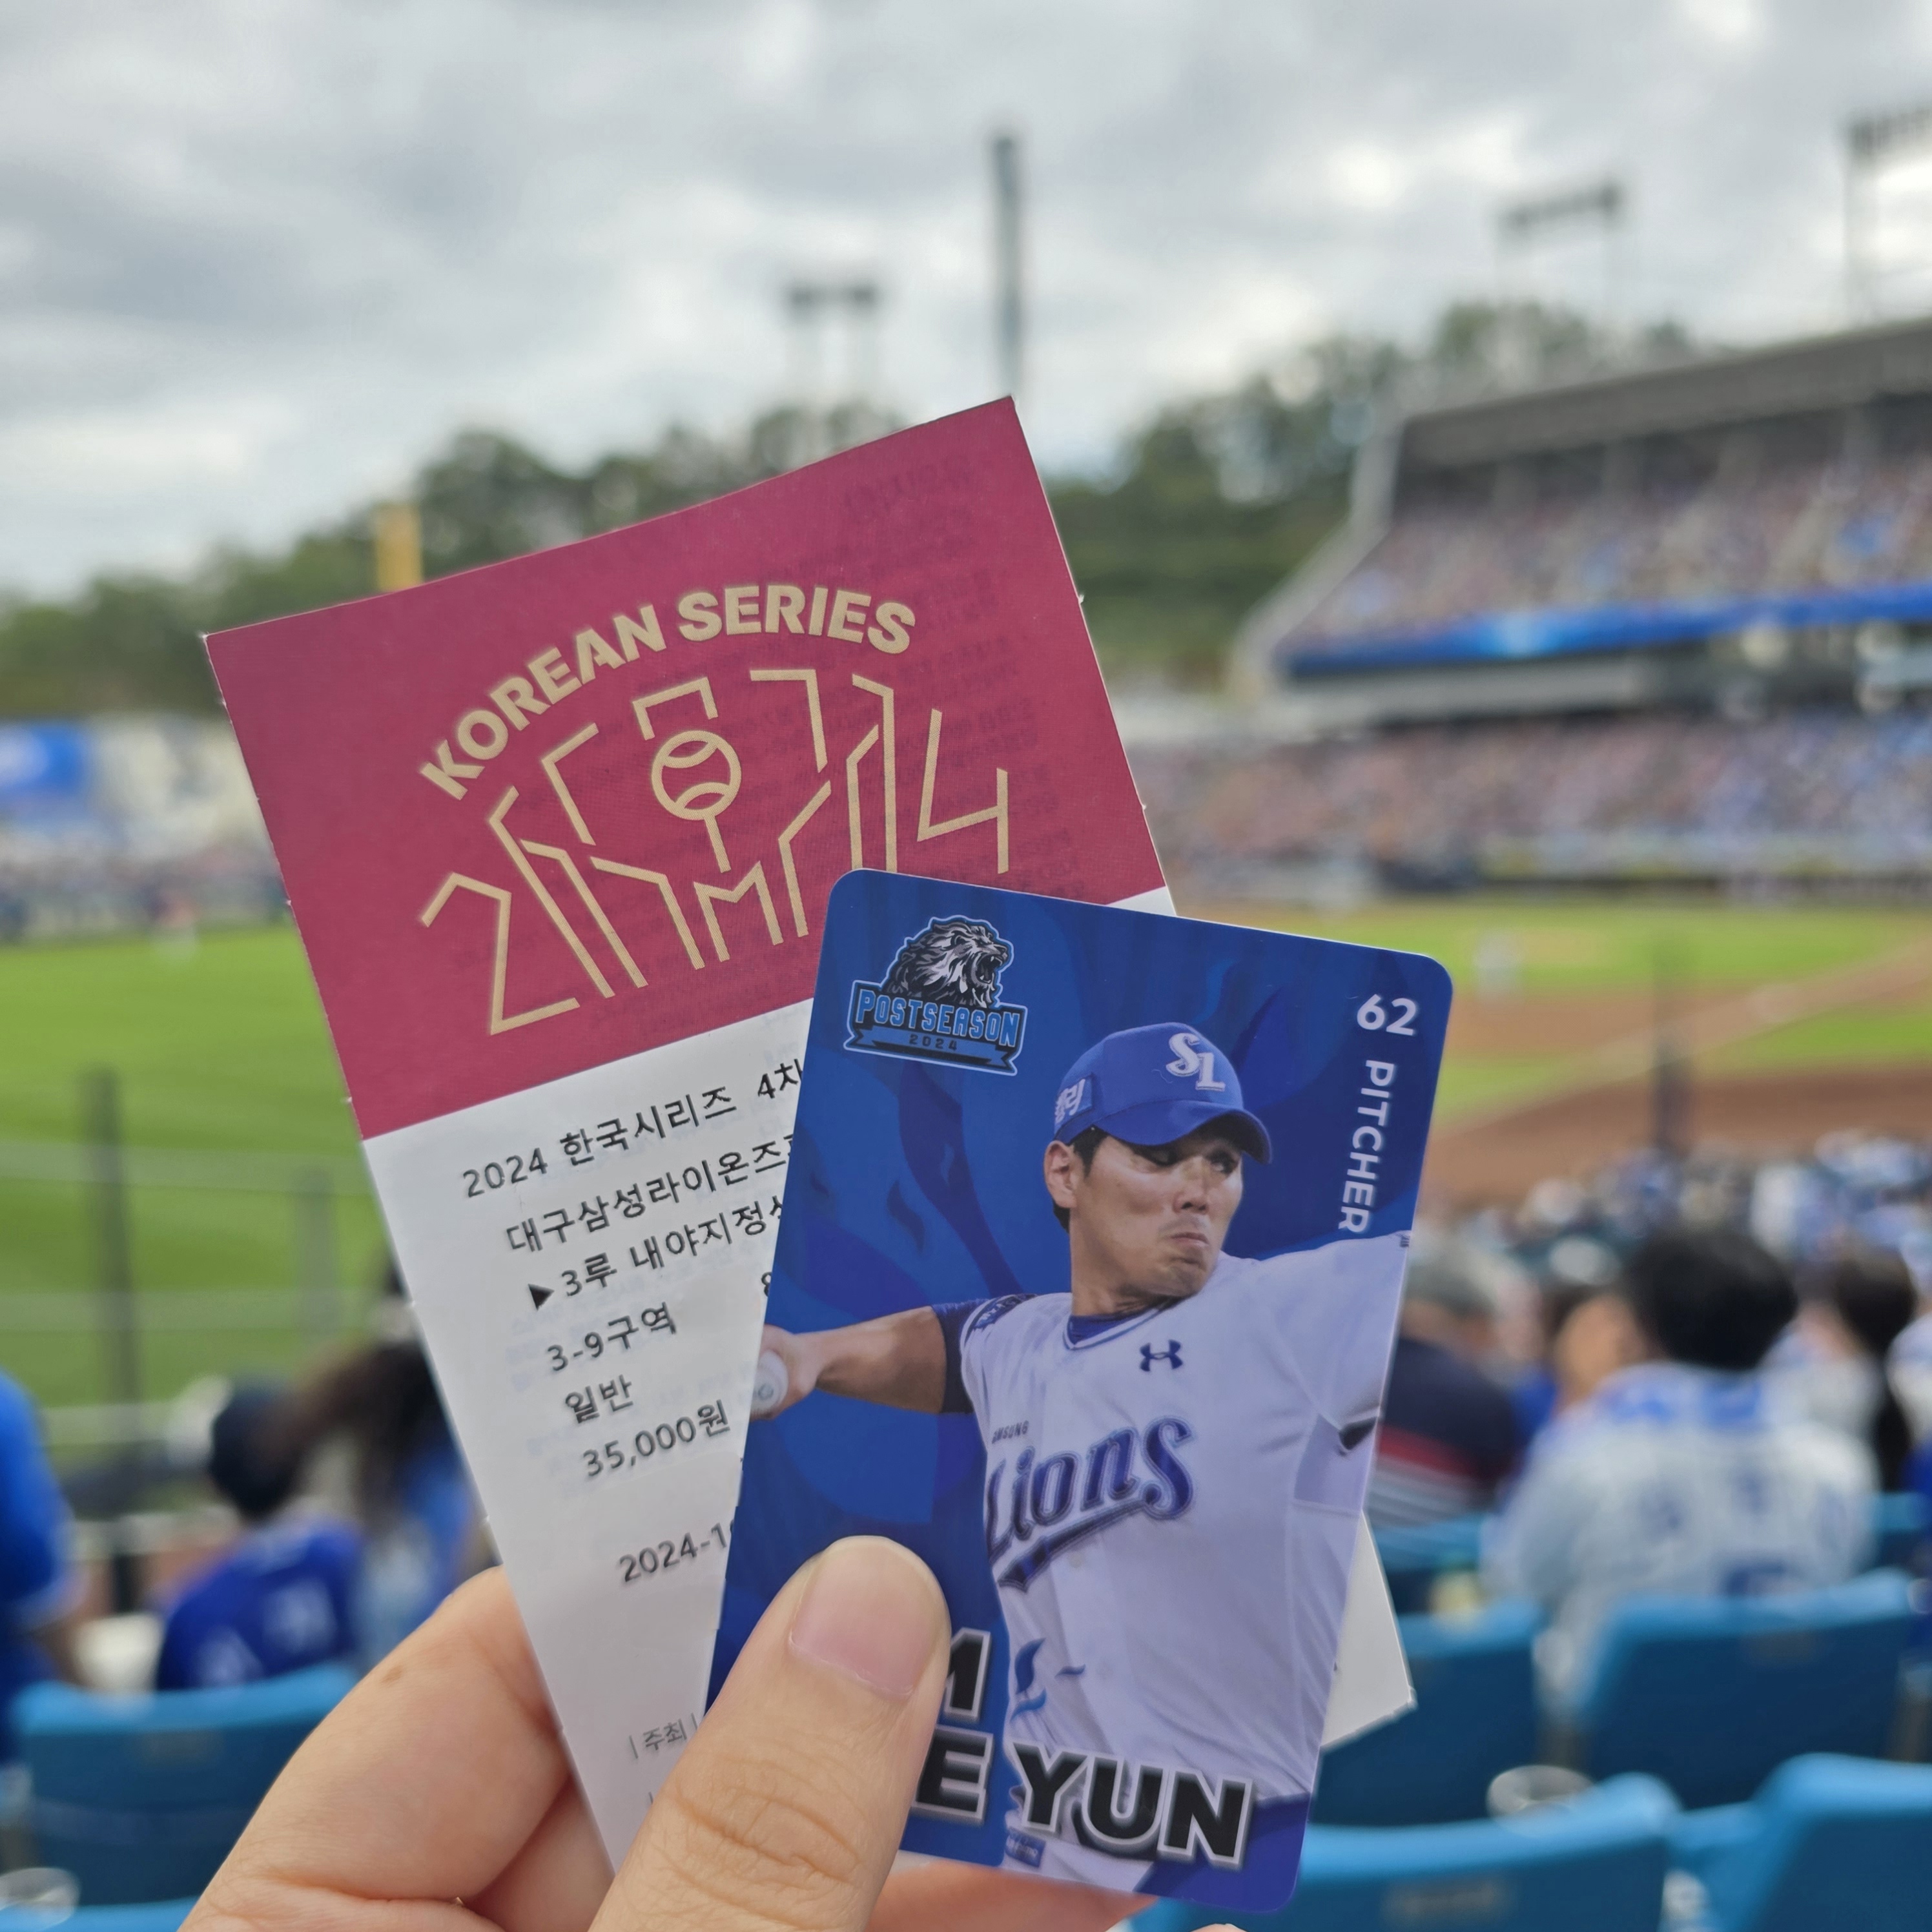 KOREAN SERIES
2024
2024 한국시리즈 4차
대구삼성라이온즈
▶3루 내야지정석
3-9구역
일반
35,000원
2024-10
| 주최 |
POSTSEASON
2024
62 PITCHER
SL
Lions
M
E YUN